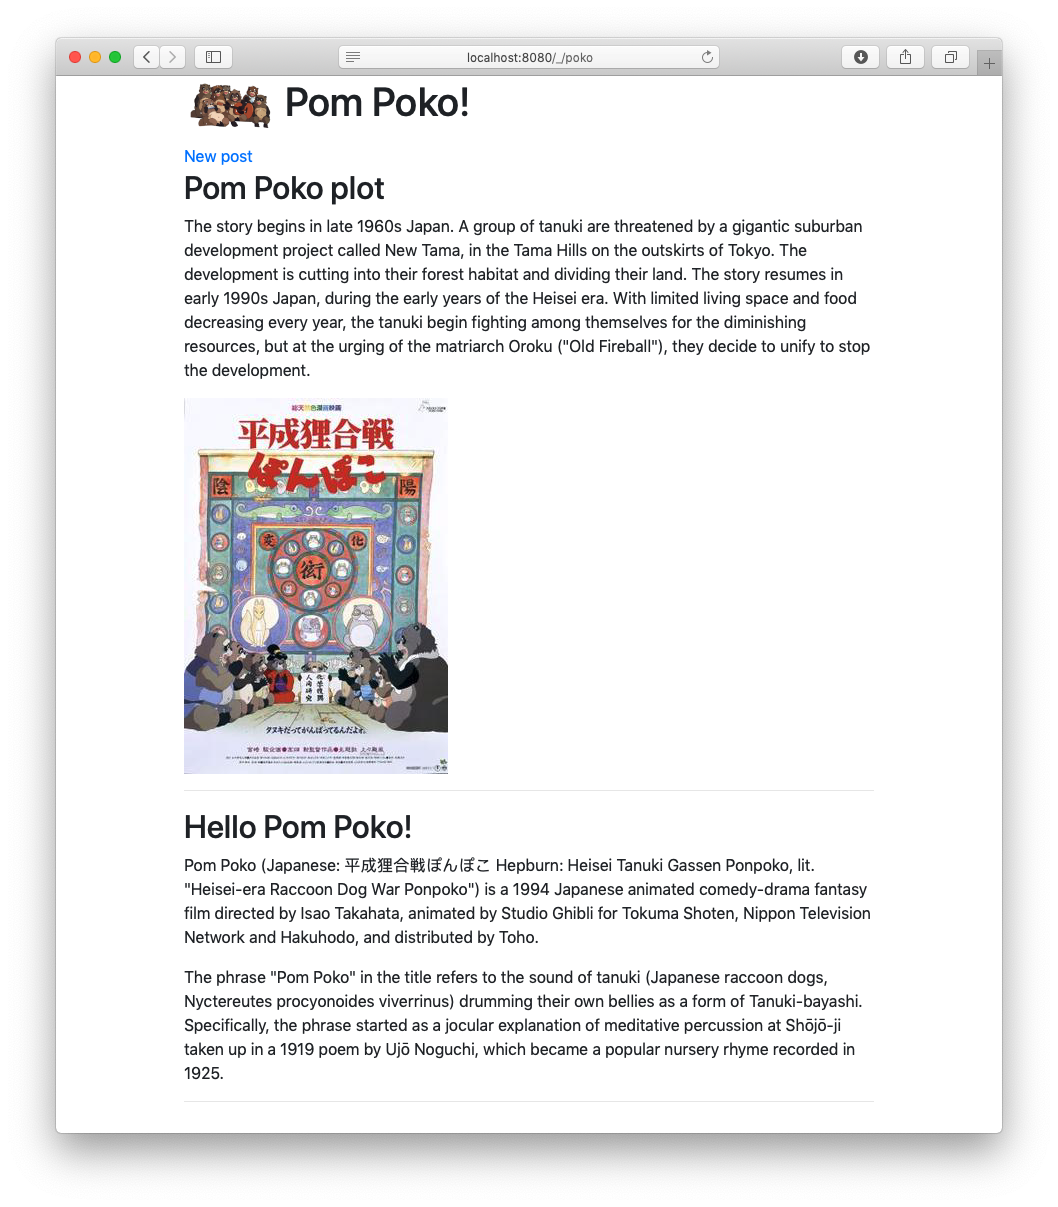 localhost:8080/_/poko
Pom Poko!
New post
Pom Poko plot
The story begins in late 1960s Japan. A group of tanuki are threatened by a gigantic suburban
development project called New Tama, in the Tama Hills on the outskirts of Tokyo. The
development is cutting into their forest habitat and dividing their land. The story resumes in
early 1990s Japan, during the early years of the Heisei era. With limited living space and food
decreasing every year, the tanuki begin fighting among themselves for the diminishing
resources, but at the urging of the matriarch Oroku ("Old Fireball"), they decide to unify to stop
the development.
総天然色漫画映画
平成狸合戦
ぽんぽこ
陰 陽
変 化
術
タヌキだってがんばってるんだよォ
Hello Pom Poko!
Pom Poko (Japanese: 平成狸合戦ぽんぽこ Hepburn: Heisei Tanuki Gassen Ponpoko, lit.
"Heisei-era Raccoon Dog War Ponpoko") is a 1994 Japanese animated comedy-drama fantasy
film directed by Isao Takahata, animated by Studio Ghibli for Tokuma Shoten, Nippon Television
Network and Hakuhodo, and distributed by Toho.
The phrase "Pom Poko" in the title refers to the sound of tanuki (Japanese raccoon dogs,
Nyctereutes procyonoides viverrinus) drumming their own bellies as a form of Tanuki-bayashi.
Specifically, the phrase started as a jocular explanation of meditative percussion at Shōjō-ji
taken up in a 1919 poem by Ujō Noguchi, which became a popular nursery rhyme recorded in
1925.